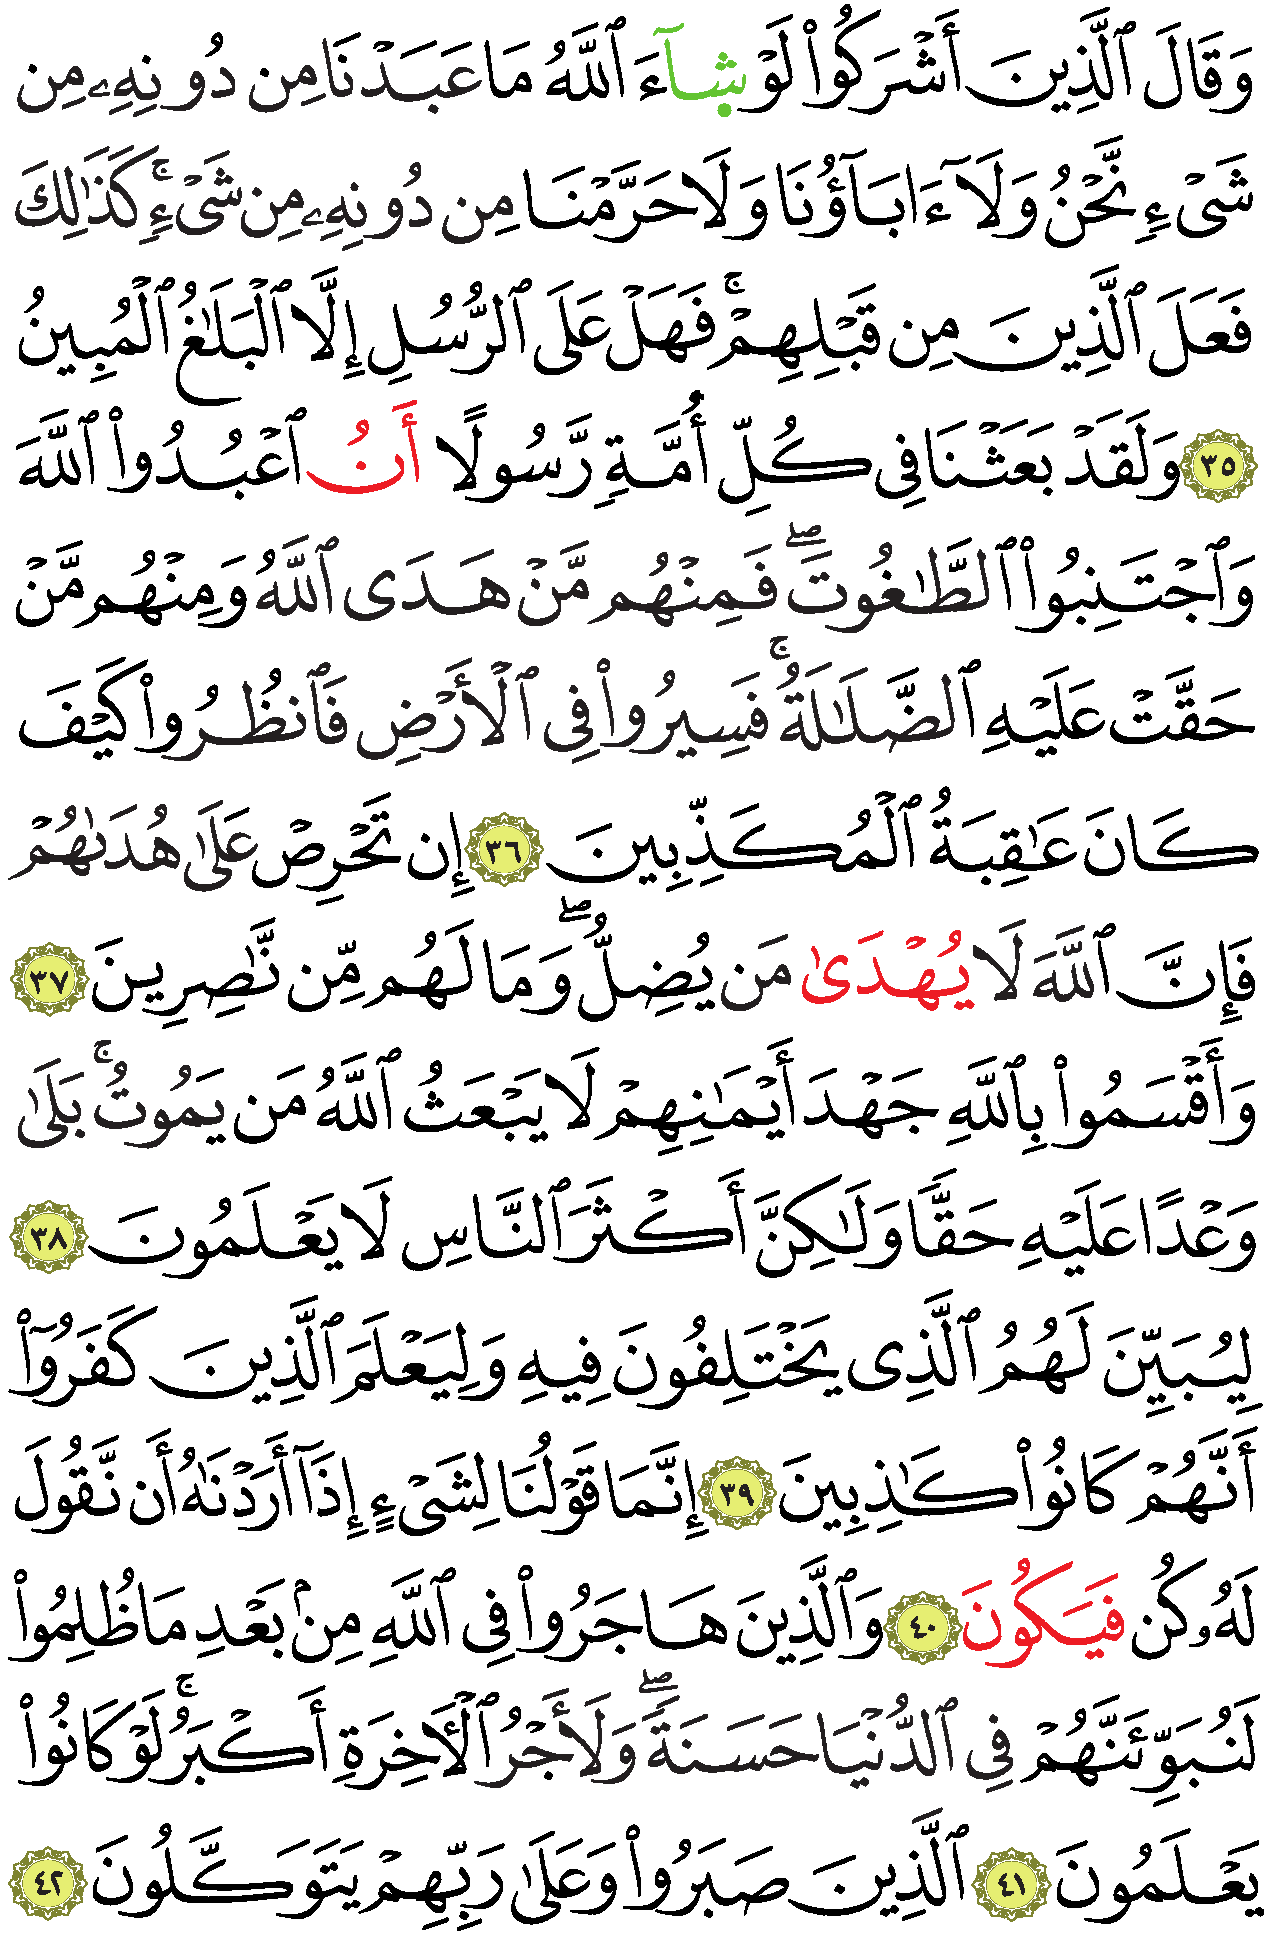 وَقَالَ ٱلَّذِينَ أَشۡرَكُواْ لَوۡ شَآءَ ٱللَّهُ مَا عَبَدۡنَا مِن دُونِهِۦ مِن
شَيۡءٖ نَّحۡنُ وَلَآ ءَابَآؤُنَا وَلَا حَرَّمۡنَا مِن دُونِهِۦ مِن شَيۡءٖۚ كَذَٰلِكَ
فَعَلَ ٱلَّذِينَ مِن قَبۡلِهِمۡۚ فَهَلۡ عَلَى ٱلرُّسُلِ إِلَّا ٱلۡبَلَٰغُ ٱلۡمُبِينُ
٣٥ وَلَقَدۡ بَعَثۡنَا فِي كُلِّ أُمَّةٖ رَّسُولًا أَنُ ٱعۡبُدُواْ ٱللَّهَ
وَٱجۡتَنِبُواْ ٱلطَّٰغُوتَۖ فَمِنۡهُم مَّنۡ هَدَى ٱللَّهُ وَمِنۡهُم مَّنۡ
حَقَّتۡ عَلَيۡهِ ٱلضَّلَٰلَةُۚ فَسِيرُواْ فِي ٱلۡأَرۡضِ فَٱنظُرُواْ كَيۡفَ
كَانَ عَٰقِبَةُ ٱلۡمُكَذِّبِينَ ٣٦ إِن تَحۡرِصۡ عَلَىٰ هُدَىٰهُمۡ
فَإِنَّ ٱللَّهَ لَا يُهۡدَىٰ مَن يُضِلُّۖ وَمَا لَهُم مِّن نَّٰصِرِينَ ٣٧
وَأَقۡسَمُواْ بِٱللَّهِ جَهۡدَ أَيۡمَٰنِهِمۡ لَا يَبۡعَثُ ٱللَّهُ مَن يَمُوتُۚ بَلَىٰ
وَعۡدًا عَلَيۡهِ حَقّٗا وَلَٰكِنَّ أَكۡثَرَ ٱلنَّاسِ لَا يَعۡلَمُونَ ٣٨
لِيُبَيِّنَ لَهُمُ ٱلَّذِي يَخۡتَلِفُونَ فِيهِ وَلِيَعۡلَمَ ٱلَّذِينَ كَفَرُوٓاْ
أَنَّهُمۡ كَانُواْ كَٰذِبِينَ ٣٩ إِنَّمَا قَوۡلُنَا لِشَيۡءٍ إِذَآ أَرَدۡنَٰهُ أَن نَّقُولَ
لَهُۥ كُن فَيَكُونَ ٤٠ وَٱلَّذِينَ هَاجَرُواْ فِي ٱللَّهِ مِنۢ بَعۡدِ مَا ظُلِمُواْ
لَنُبَوِّئَنَّهُمۡ فِي ٱلدُّنۡيَا حَسَنَةٗۖ وَلَأَجۡرُ ٱلۡأٓخِرَةِ أَكۡبَرُۚ لَوۡ كَانُواْ
يَعۡلَمُونَ ٤١ ٱلَّذِينَ صَبَرُواْ وَعَلَىٰ رَبِّهِمۡ يَتَوَكَّلُونَ ٤٢